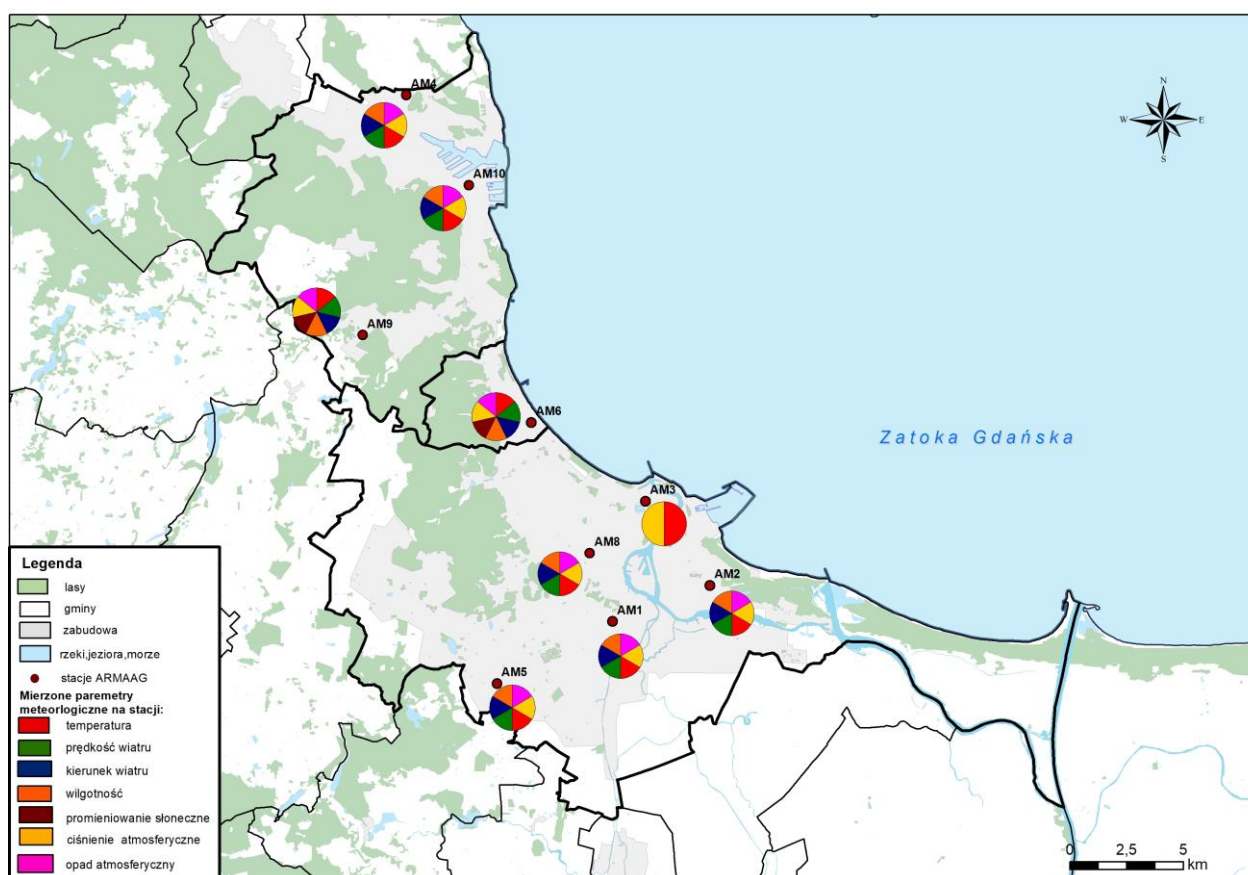 AM4
N
W
E
S
AM10
AM9
AM6
Zatoka Gdańska
AM3
AM8
AM2
AM1
AM5
Legenda
lasy
gminy
zabudowa
rzeki,jeziora,morze
stacje ARMAAG
Mierzone paremetry
meteorlogiczne na stacji:
temperatura
prędkość wiatru
kierunek wiatru
wilgotność
promieniowanie słoneczne
ciśnienie atmosferyczne
opad atmosferyczny
0 2,5 5
km